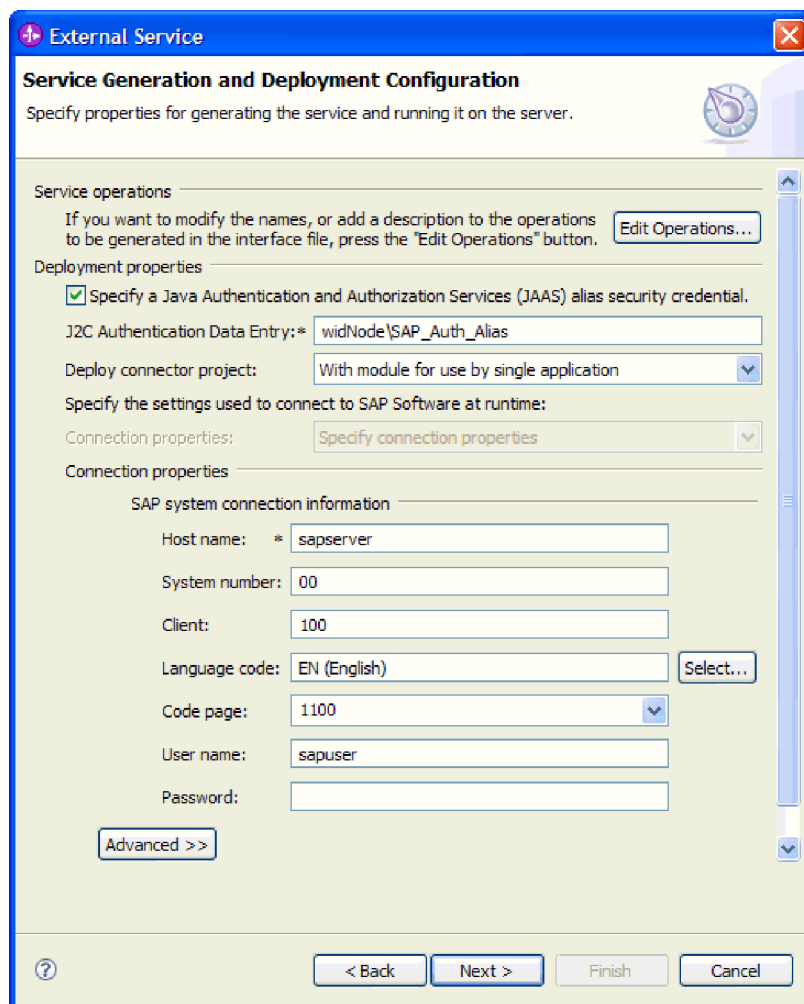 External Service
Service Generation and Deployment Configuration
Specify properties for generating the service and running it on the server.
Service operations
If you want to modify the names, or add a description to the operations
to be generated in the interface file, press the "Edit Operations" button.
Edit Operations...
Deployment properties
Specify a Java Authentication and Authorization Services (JAAS) alias security credential.
J2C Authentication Data Entry:* widNode\SAP_Auth_Alias
Deploy connector project: With module for use by single application
Specify the settings used to connect to SAP Software at runtime:
Connection properties: Specify connection properties
Connection properties
SAP system connection information
Host name: * sapserver
System number: 00
Client: 100
Language code: EN (English) Select...
Code page: 1100
User name: sapuser
Password:
Advanced >>
? < Back Next > Finish Cancel